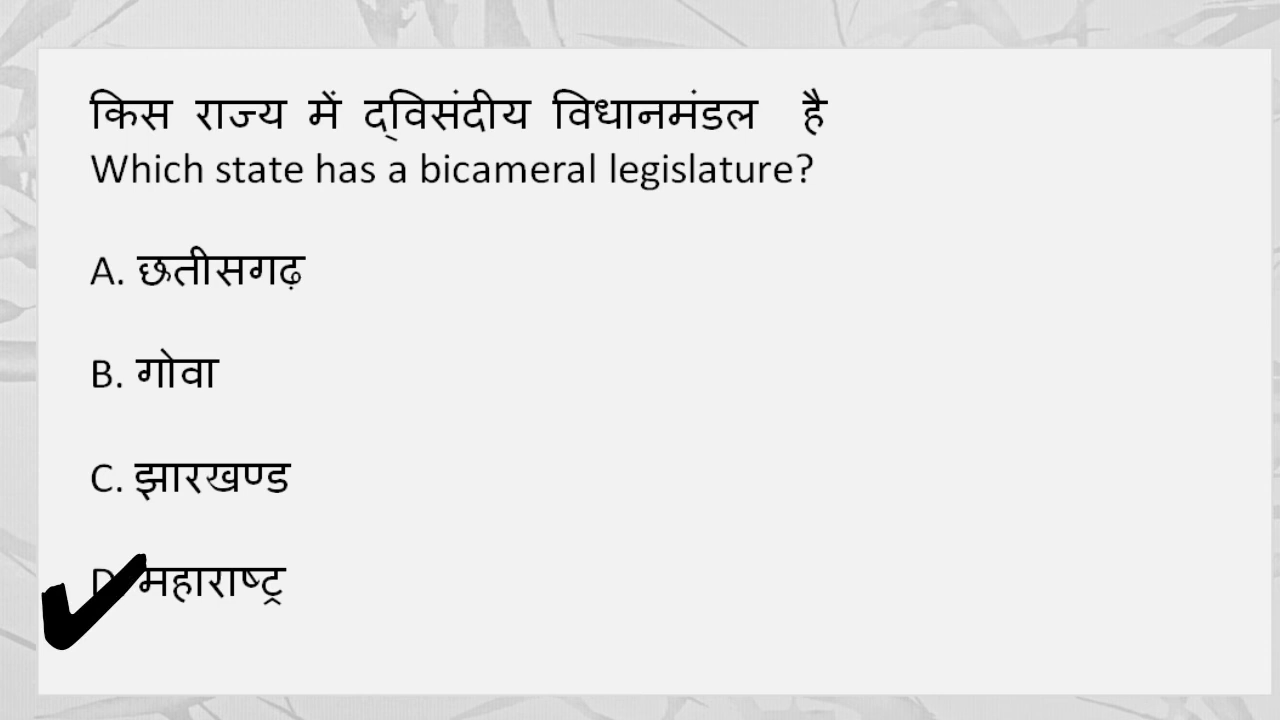 किस राज्य में द्विसंदीय विधानमंडल है
Which state has a bicameral legislature?
A. छतीसगढ़
B. गोवा
C. झारखण्ड
D. महाराष्ट्र